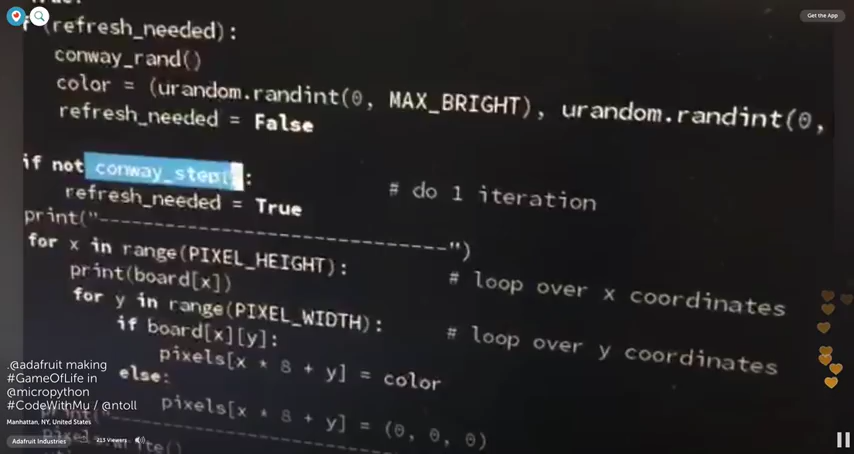 Get the App
(refresh_needed):
conway_rand()
color = (urandom.randint(0, MAX_BRIGHT), urandom.randint(0,
refresh_needed = False
if not conway_step( :
# do 1 iteration
refresh_needed = True
print("--------------------------------")
for x in range(PIXEL_HEIGHT):
# loop over x coordinates
print(board[x])
for y in range(PIXEL_WIDTH):
# loop over y coordinates
if board[x][y]:
pixels[x * 8 + y] = color
else:
pixels[x * 8 + y] = (0, 0, 0)
.@adafruit making
#GameOfLife in
@micropython
#CodeWithMu / @ntoll
Manhattan, NY, United States
Adafruit Industries
213 Viewers